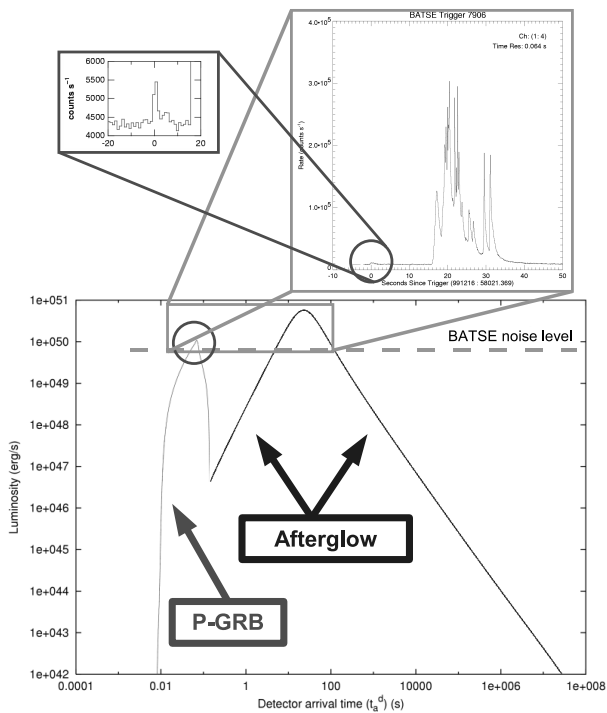 BATSE Trigger 7906
Ch: (1: 4)
Time Res: 0.064 s
4.0•10⁵
3.0•10⁵
2.0•10⁵
1.0•10⁵
0
Rate (counts s⁻¹)
-10 0 10 20 30 40 50
Seconds Since Trigger (991216 : 58021.369)
counts s⁻¹
6000
5500
5000
4500
4000
-20 0 20
BATSE noise level
1e+051
1e+050
1e+049
1e+048
1e+047
1e+046
1e+045
1e+044
1e+043
1e+042
Luminosity (erg/s)
Afterglow
P-GRB
0.0001 0.01 1 100 10000 1e+006 1e+008
Detector arrival time (tₐᵈ) (s)